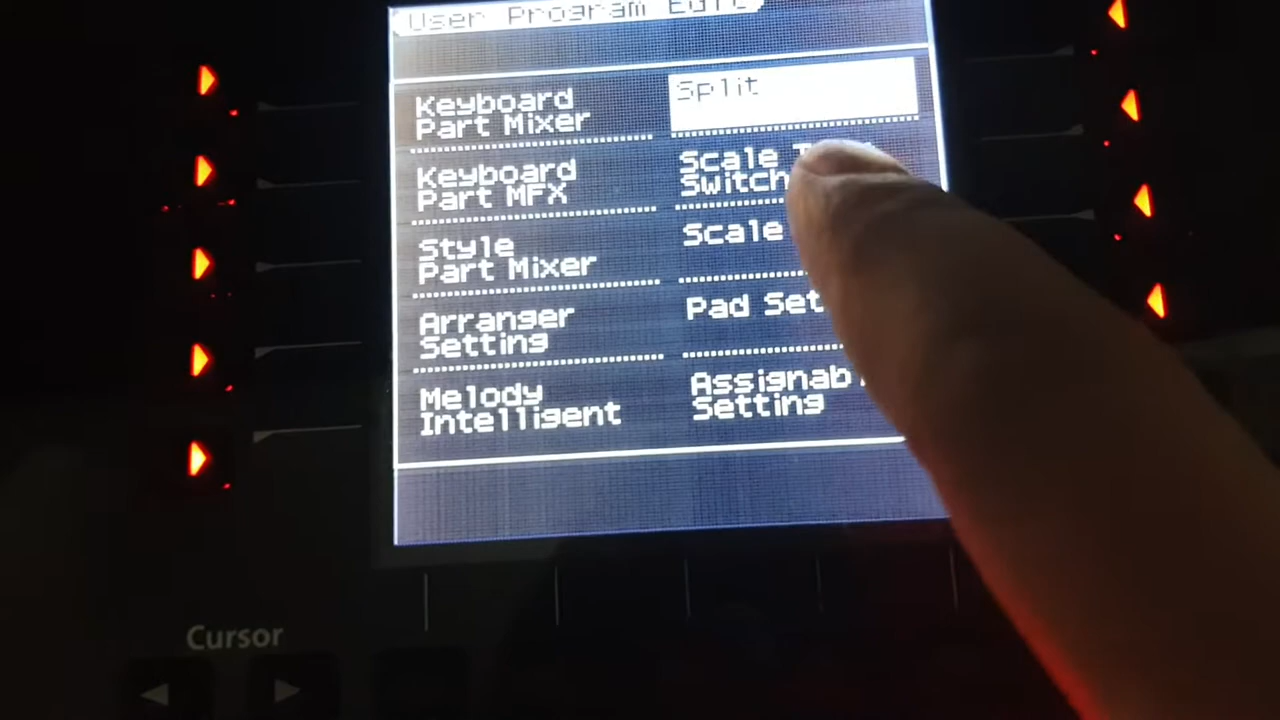 User Program Edit
Keyboard
Part Mixer
Split
Keyboard
Part MFX
Scale
Switch
Style
Part Mixer
Scale
Arranger
Setting
Pad Set
Melody
Intelligent
Assignab
Setting
Cursor